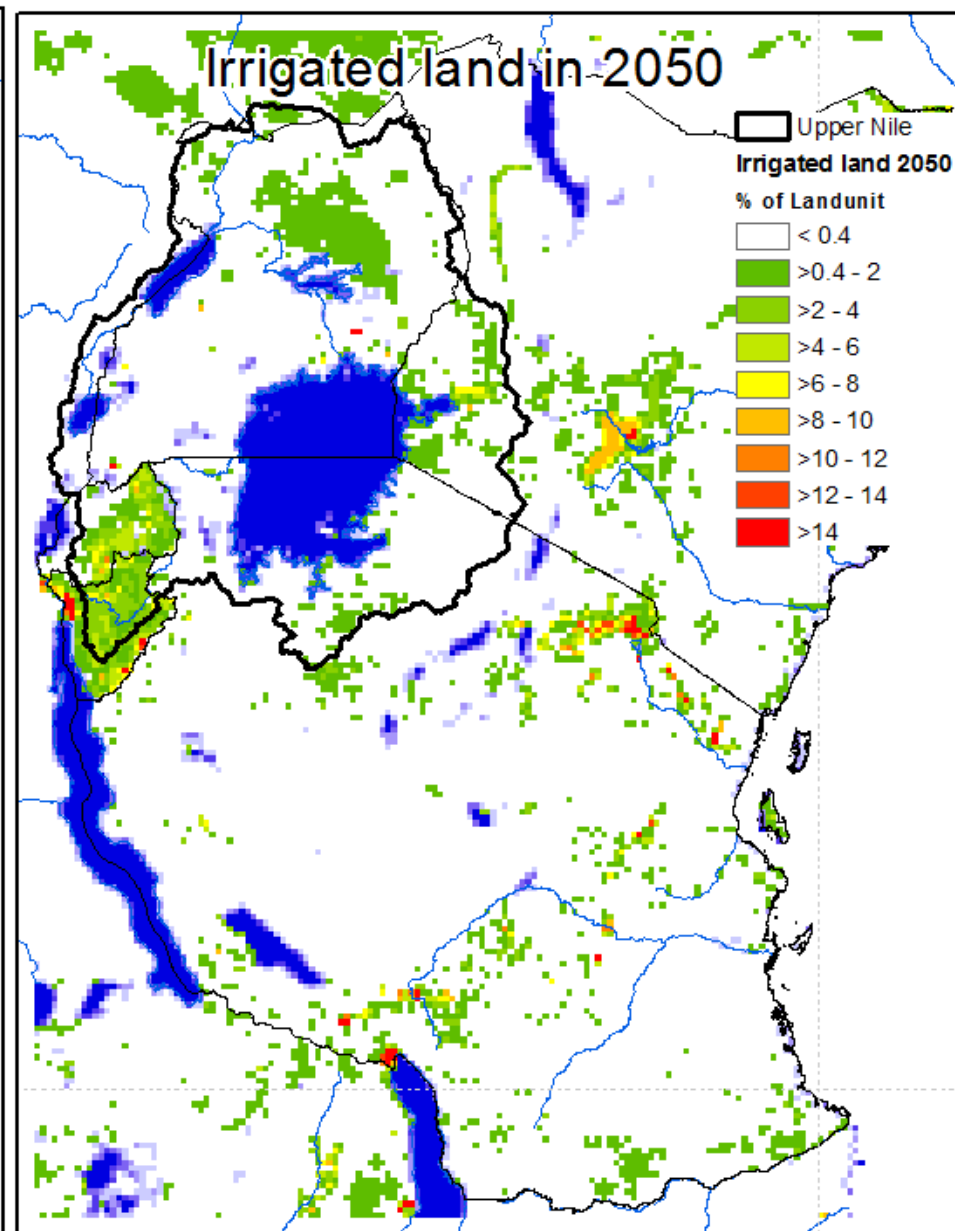 Irrigated land in 2050
Upper Nile
Irrigated land 2050
% of Landunit
< 0.4
>0.4 - 2
>2 - 4
>4 - 6
>6 - 8
>8 - 10
>10 - 12
>12 - 14
>14